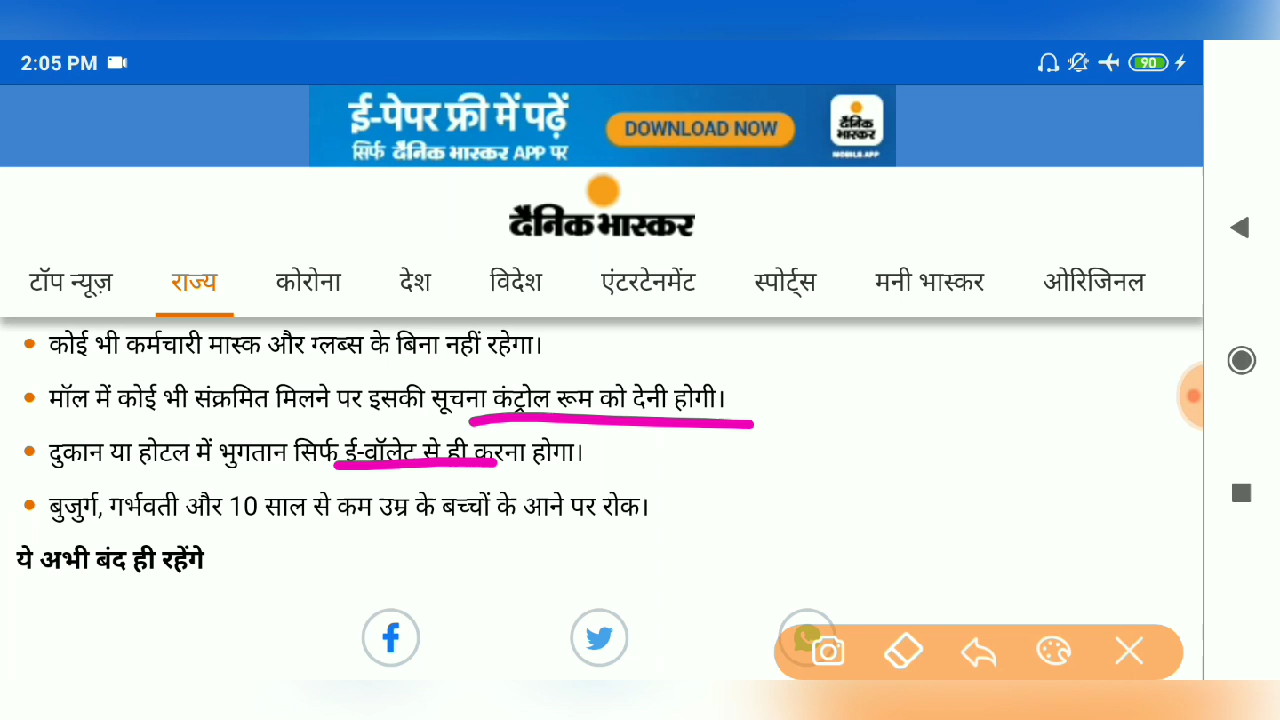 2:05 PM
90
ई-पेपर फ्री में पढ़ें
सिर्फ दैनिक भास्कर APP पर
DOWNLOAD NOW
दैनिक भास्कर
MOBILE APP
दैनिक भास्कर
टॉप न्यूज़ राज्य कोरोना देश विदेश एंटरटेनमेंट स्पोर्ट्स मनी भास्कर ओरिजिनल
कोई भी कर्मचारी मास्क और ग्लब्स के बिना नहीं रहेगा।
मॉल में कोई भी संक्रमित मिलने पर इसकी सूचना कंट्रोल रूम को देनी होगी।
दुकान या होटल में भुगतान सिर्फ ई-वॉलेट से ही करना होगा।
बुजुर्ग, गर्भवती और 10 साल से कम उम्र के बच्चों के आने पर रोक।
ये अभी बंद ही रहेंगे